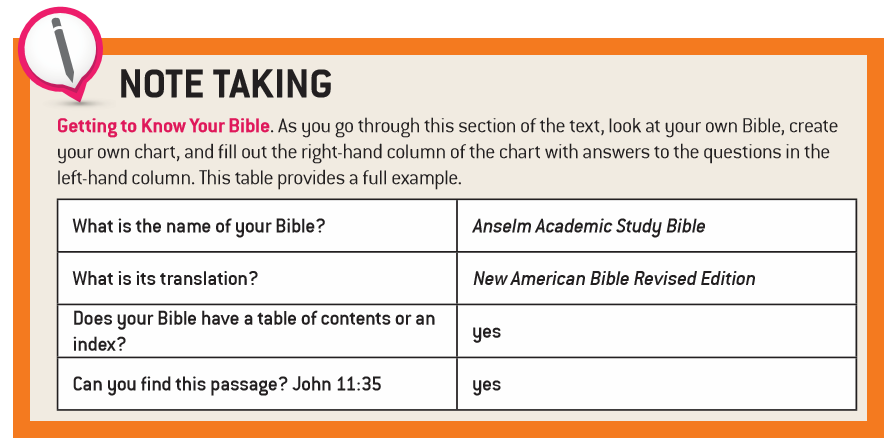 NOTE TAKING
Getting to Know Your Bible. As you go through this section of the text, look at your own Bible, create
your own chart, and fill out the right-hand column of the chart with answers to the questions in the
left-hand column. This table provides a full example.
What is the name of your Bible? Anselm Academic Study Bible
What is its translation? New American Bible Revised Edition
Does your Bible have a table of contents or an
index? yes
Can you find this passage? John 11:35 yes